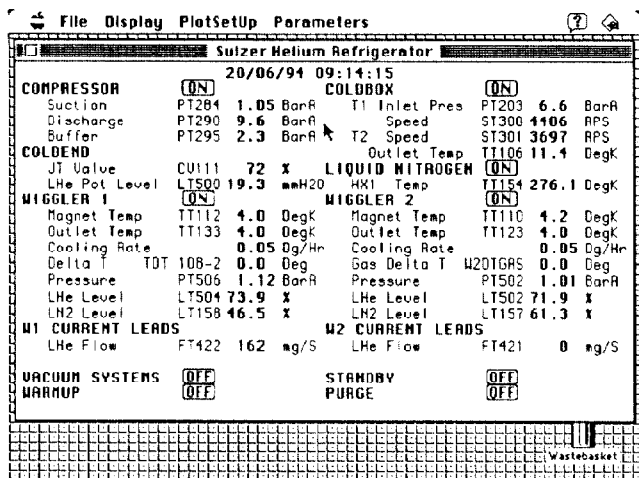 File Display PlotSetUp Parameters
Sulzer Helium Refrigerator
20/06/94 09:14:15
COMPRESSOR ON COLDBOX ON
Suction PT284 1.05 BarA T1 Inlet Pres PT203 6.6 BarA
Discharge PT290 9.6 BarA Speed ST300 4406 RPS
Buffer PT295 2.3 BarA T2 Speed ST301 3697 RPS
COLDEND Outlet Temp TT106 11.4 DegK
JT Valve CV111 72 % LIQUID NITROGEN ON
LHe Pot Level LT500 19.3 mmH2O HX1 Temp TT154 276.1 DegK
WIGGLER 1 ON WIGGLER 2 ON
Magnet Temp TT112 4.0 DegK Magnet Temp TT110 4.2 DegK
Outlet Temp TT133 4.0 DegK Outlet Temp TT123 4.0 DegK
Cooling Rate 0.05 Dg/Hr Cooling Rate 0.05 Dg/Hr
Delta T TDT 108-2 0.0 Deg Gas Delta T W2DTGAS 0.0 Deg
Pressure PT506 1.12 BarA Pressure PT502 1.01 BarA
LHe Level LT504 73.9 % LHe Level LT502 71.9 %
LN2 Level LT158 46.5 % LN2 Level LT157 61.3 %
W1 CURRENT LEADS W2 CURRENT LEADS
LHe Flow FT422 162 mg/S LHe Flow FT421 0 mg/S
VACUUM SYSTEMS OFF STANDBY OFF
WARMUP OFF PURGE OFF
Wastebasket